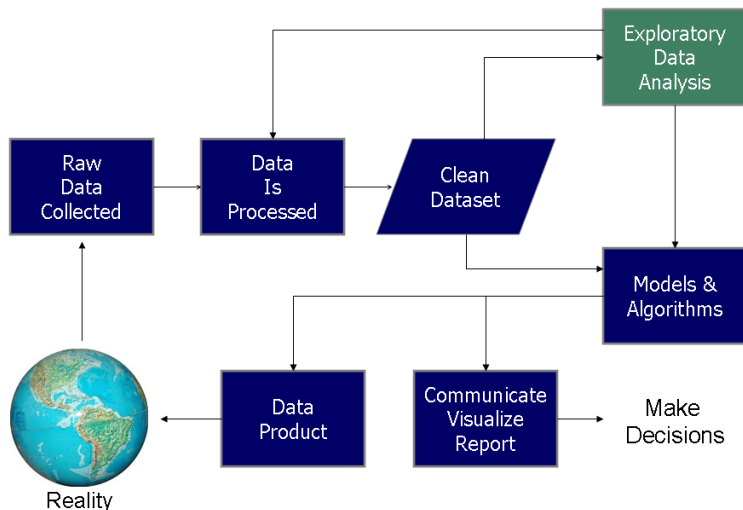 Exploratory
Data
Analysis
Raw
Data
Collected
Data
Is
Processed
Clean
Dataset
Models &
Algorithms
Data
Product
Communicate
Visualize
Report
Make
Decisions
Reality